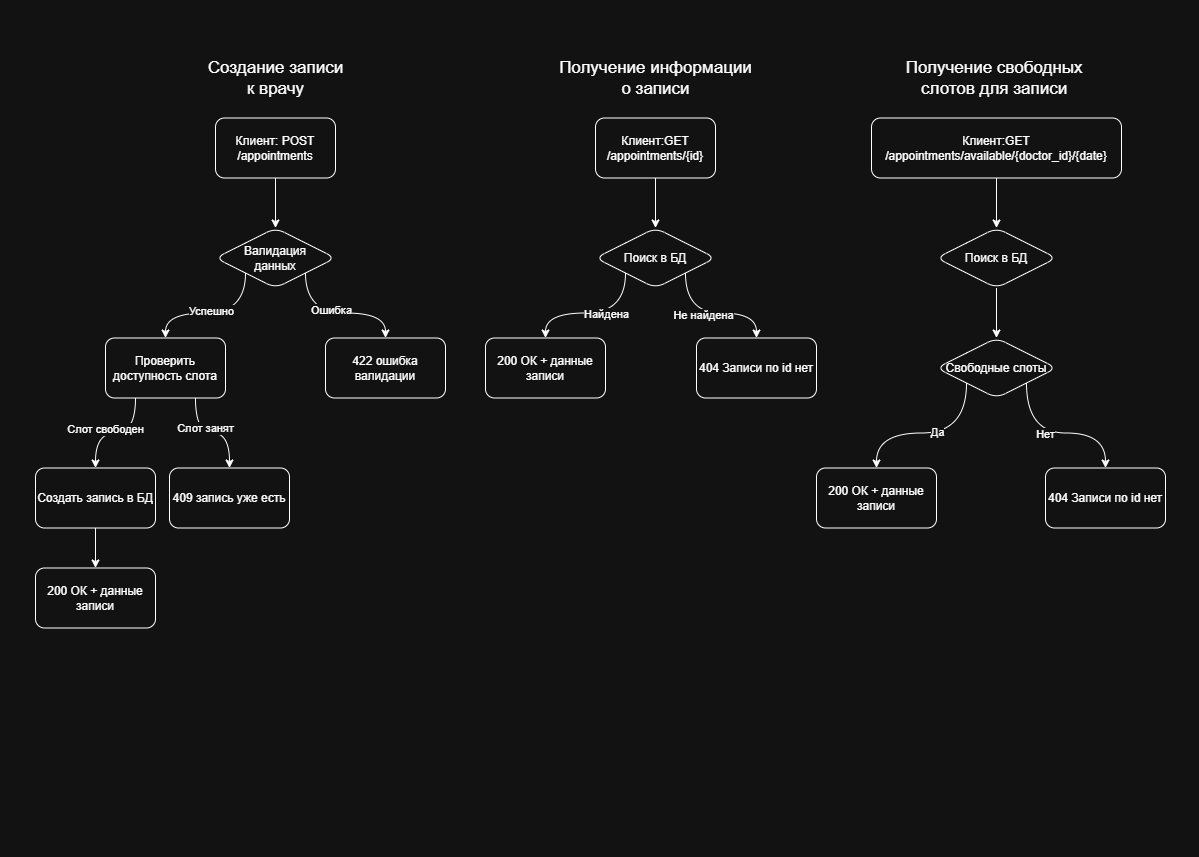 Создание записи
к врачу
Клиент: POST
/appointments
Валидация
данных
Успешно
Ошибка
Проверить
доступность слота
422 ошибка
валидации
Слот свободен
Слот занят
Создать запись в БД
409 запись уже есть
200 ОК + данные
записи
Получение информации
о записи
Клиент:GET
/appointments/{id}
Поиск в БД
Найдена
Не найдена
200 ОК + данные
записи
404 Записи по id нет
Получение свободных
слотов для записи
Клиент:GET
/appointments/available/{doctor_id}/{date}
Поиск в БД
Свободные слоты
Да
Нет
200 ОК + данные
записи
404 Записи по id нет